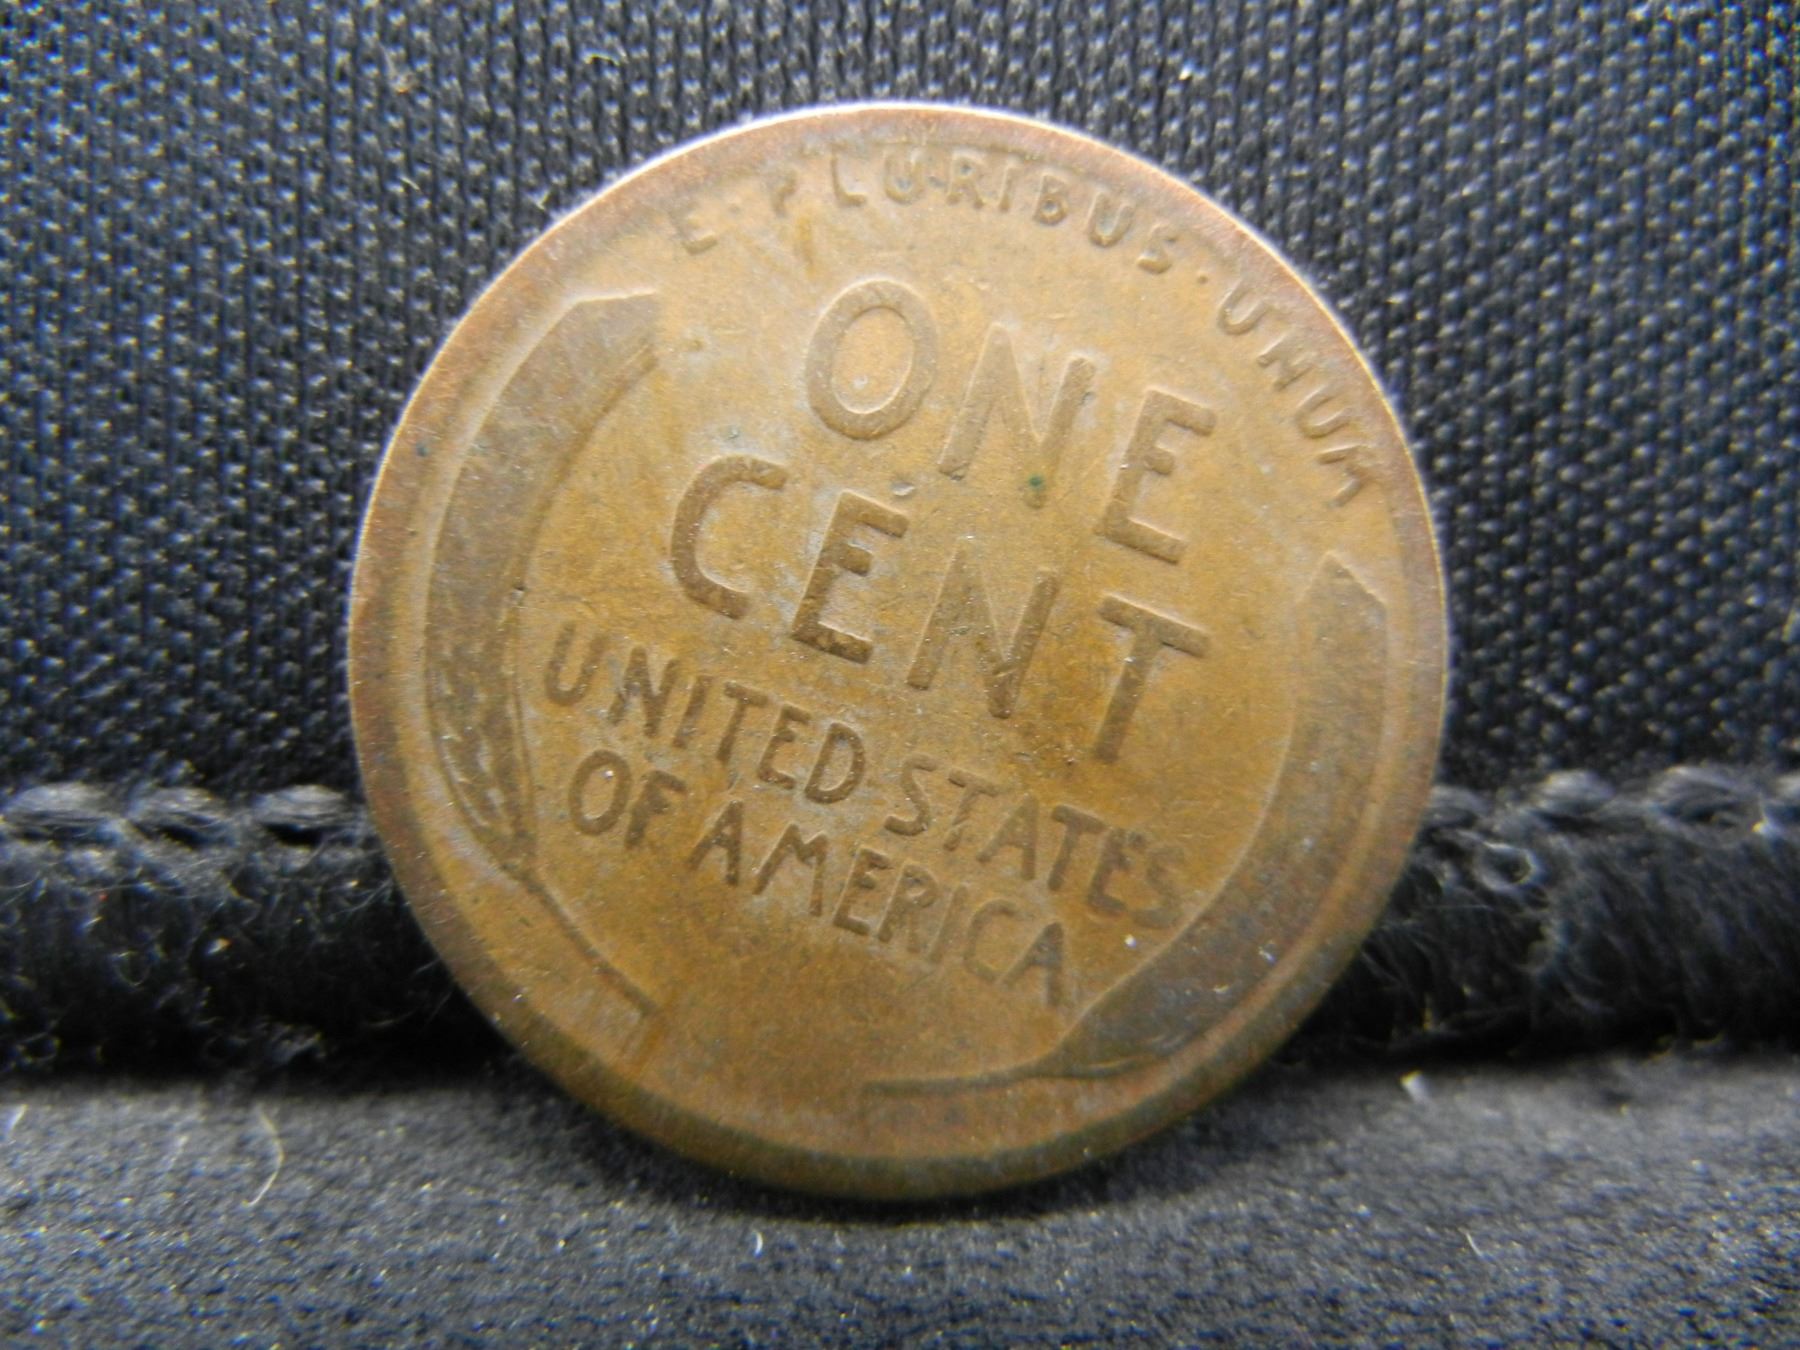 E·PLURIBUS·UNUM
ONE
CENT
UNITED STATES
OF AMERICA